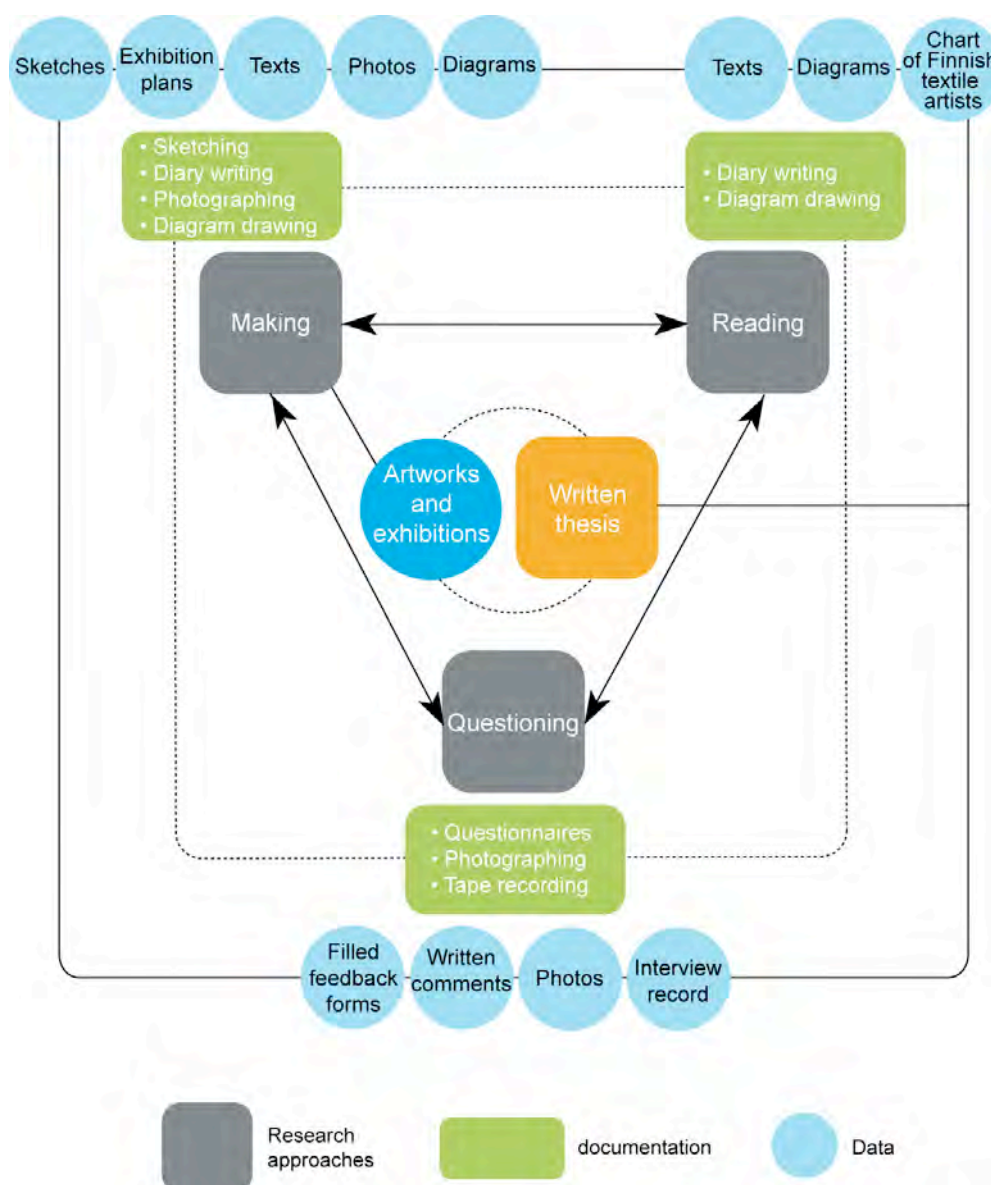 Sketches
Exhibition
plans
Texts
Photos
Diagrams
Texts
Diagrams
Chart
of Finnish
textile
artists
• Sketching
• Diary writing
• Photographing
• Diagram drawing
• Diary writing
• Diagram drawing
Making
Reading
Artworks
and
exhibitions
Written
thesis
Questioning
• Questionnaires
• Photographing
• Tape recording
Filled
feedback
forms
Written
comments
Photos
Interview
record
Research
approaches
documentation
Data